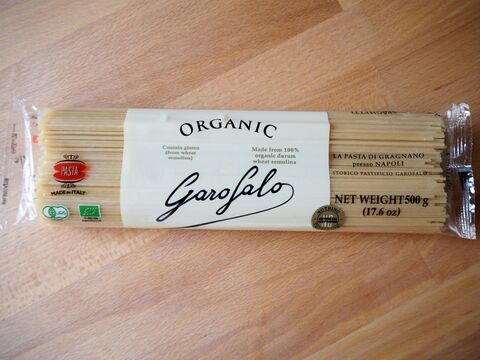 ORGANIC
Contain gluten
(from wheat
semolina)
Made from 100%
organic durum
wheat semolina
Garofalo
PASTA
MADE IN ITALY
LA PASTA DI GRAGNANO
presso NAPOLI
STORICO PASTIFICIO GAROFALO
NET WEIGHT 500 g
(17.6 oz)